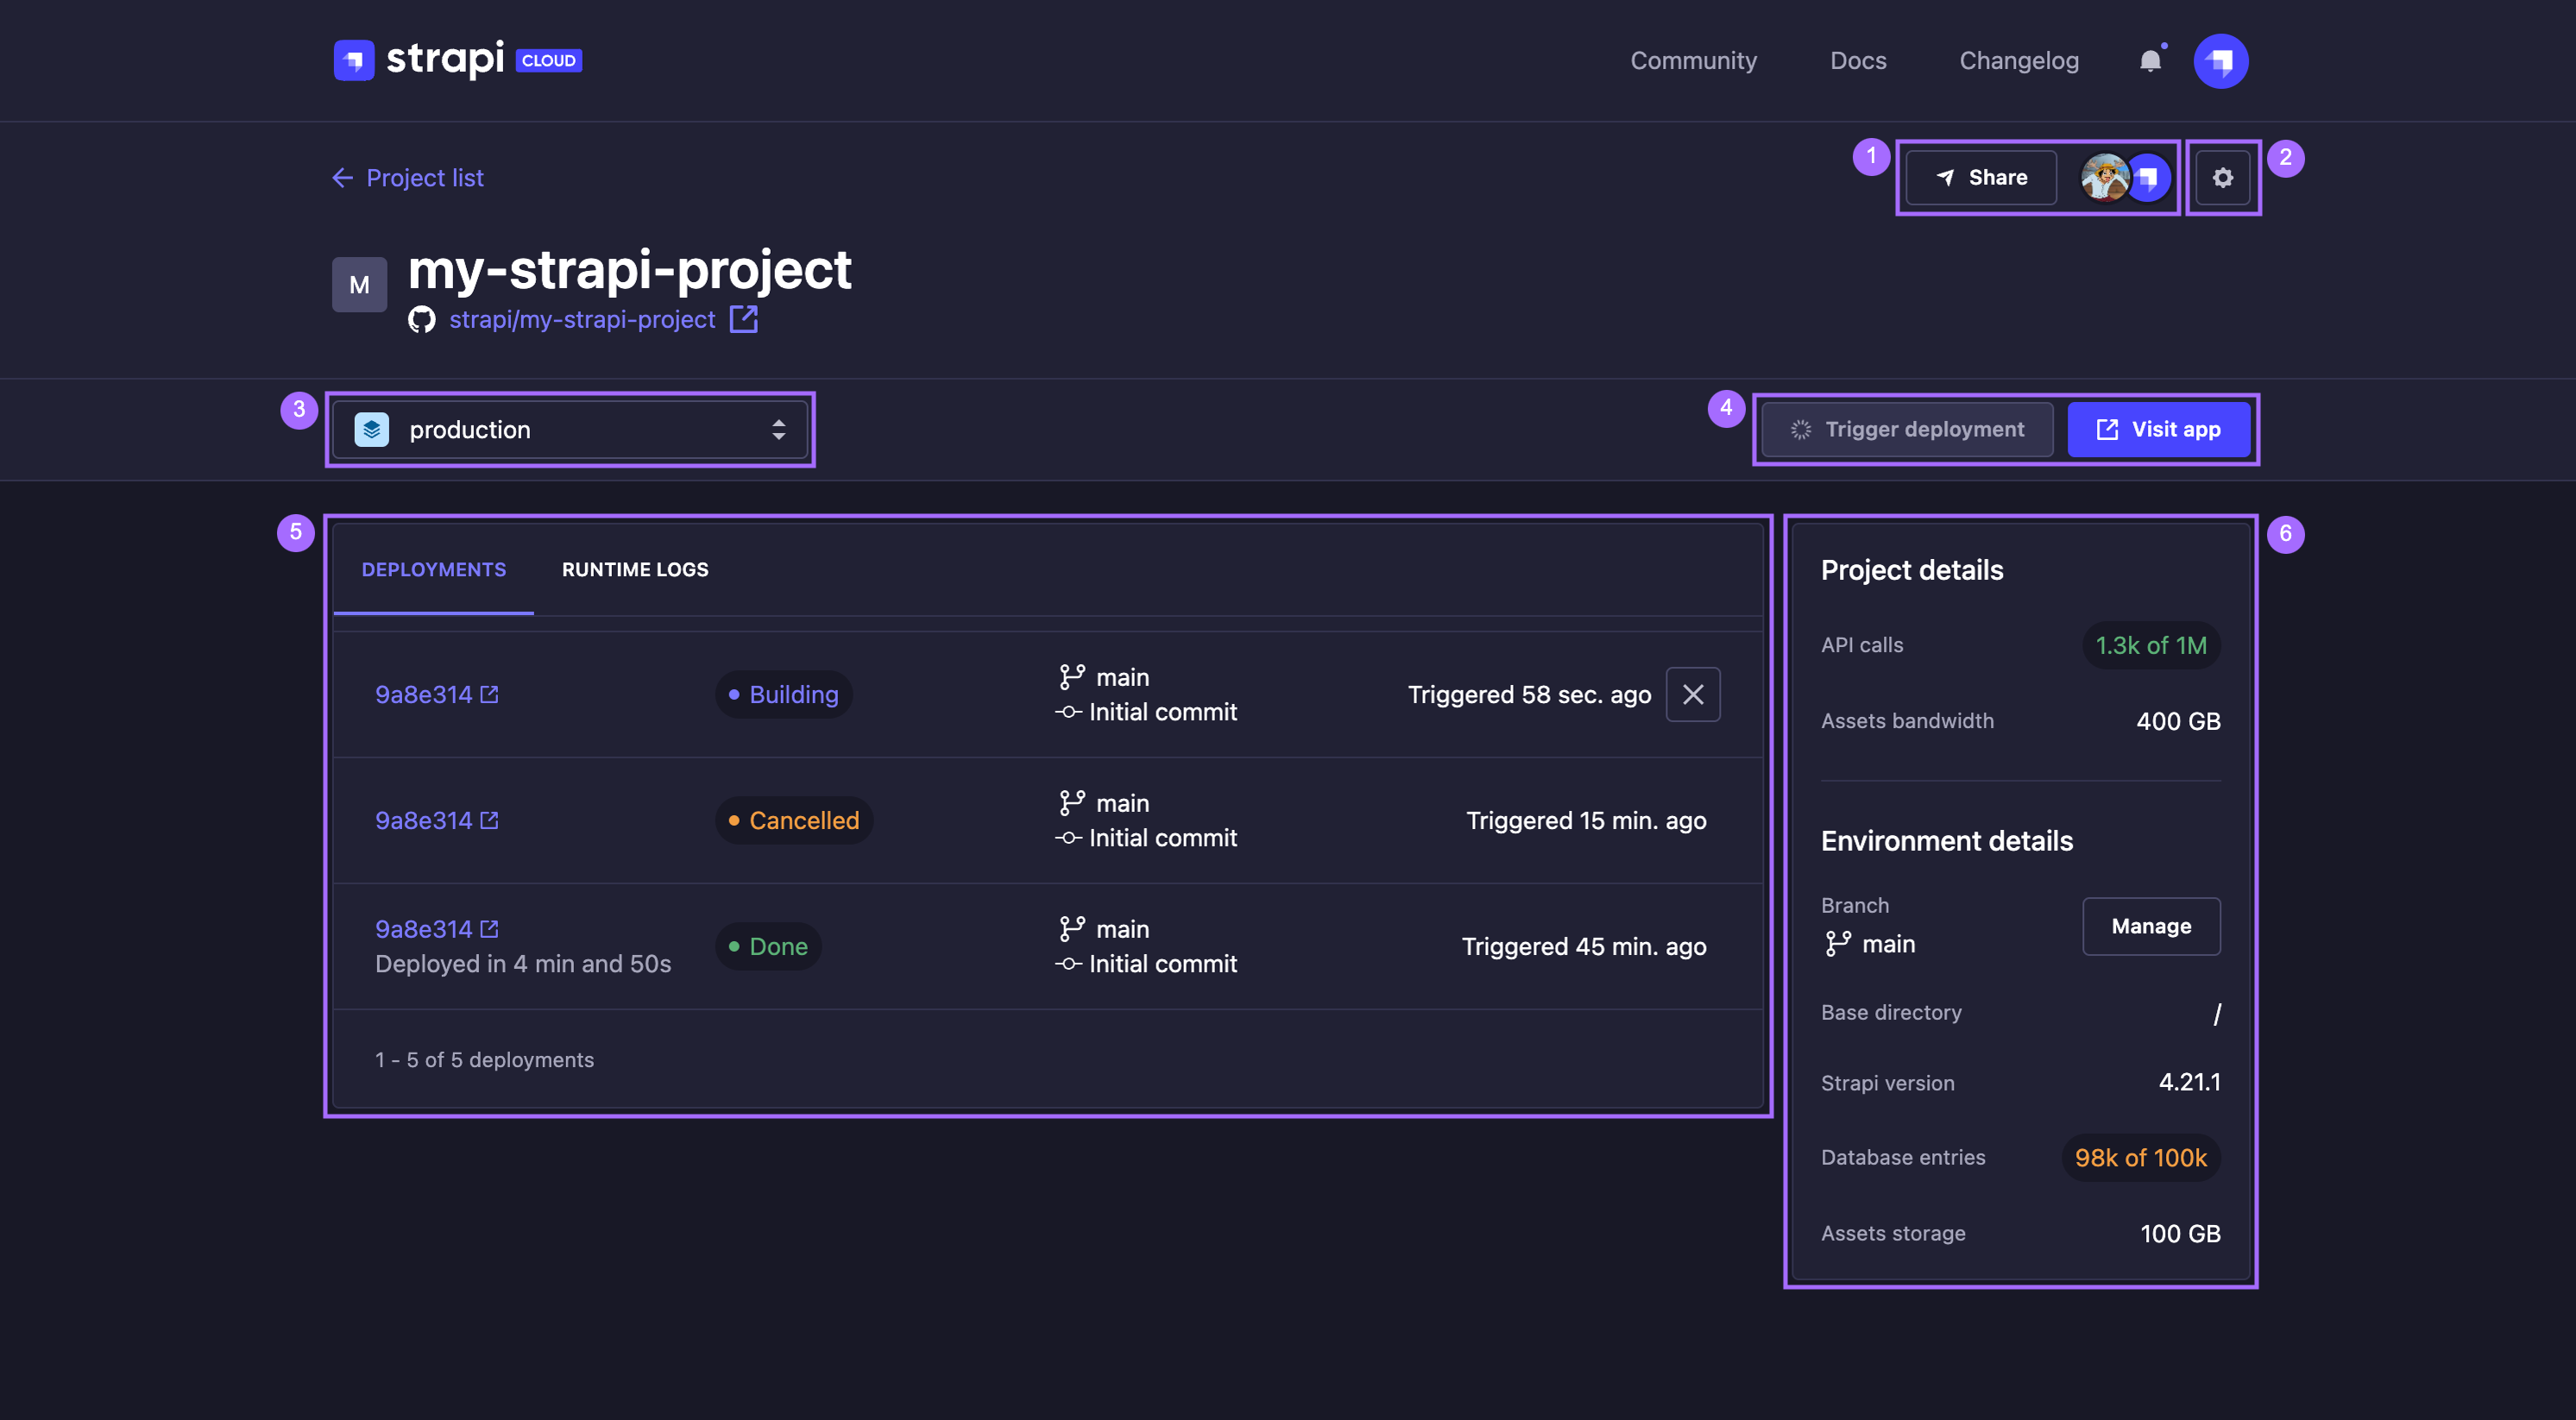 strapi CLOUD
Community Docs Changelog
Project list
1 Share 2
M my-strapi-project
strapi/my-strapi-project
3 production
4 Trigger deployment Visit app
5
DEPLOYMENTS RUNTIME LOGS
9a8e314 Building main Triggered 58 sec. ago
Initial commit
9a8e314 Cancelled main Triggered 15 min. ago
Initial commit
9a8e314 Done main Triggered 45 min. ago
Deployed in 4 min and 50s Initial commit
1 - 5 of 5 deployments
6
Project details
API calls 1.3k of 1M
Assets bandwidth 400 GB
Environment details
Branch
main
Manage
Base directory /
Strapi version 4.21.1
Database entries 98k of 100k
Assets storage 100 GB